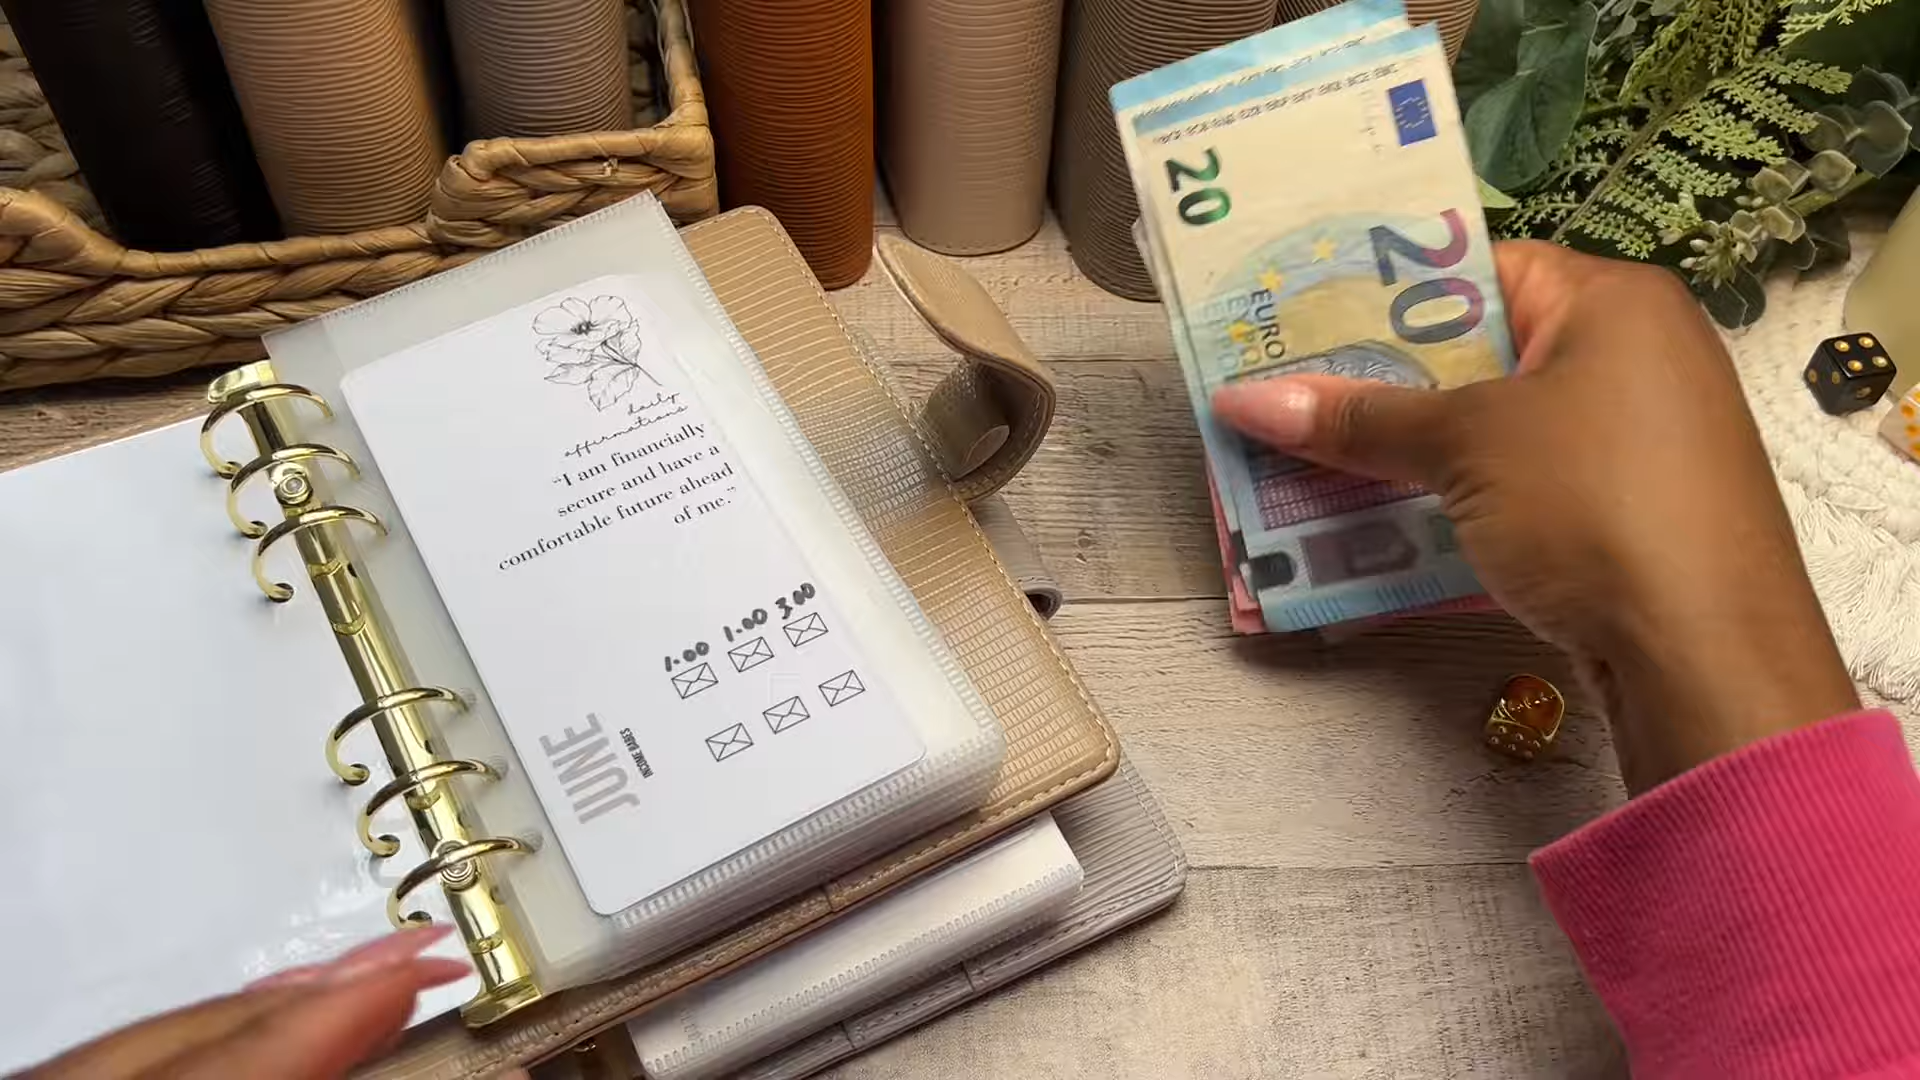 daily
affirmations
“I am financially
secure and have a
comfortable future ahead
of me.”
1.00 1.00 3.00
JUNE
INCOME BABES
20
20
EURO